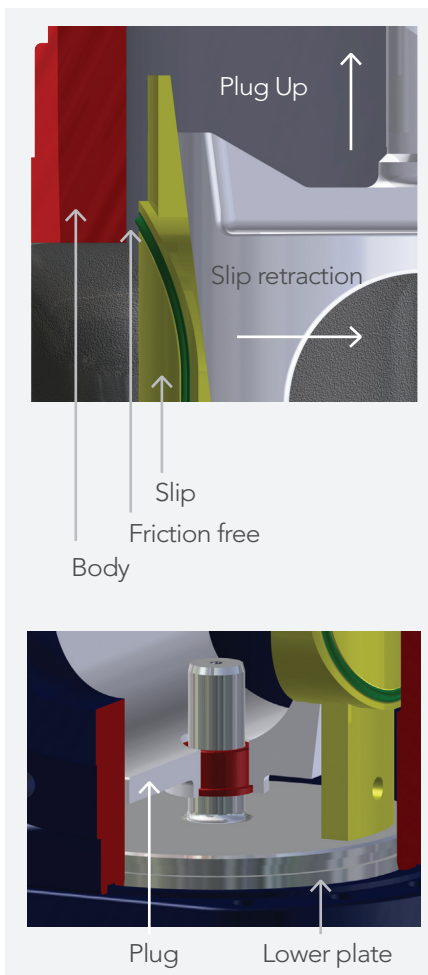 Plug Up
Slip retraction
Slip
Friction free
Body
Plug
Lower plate